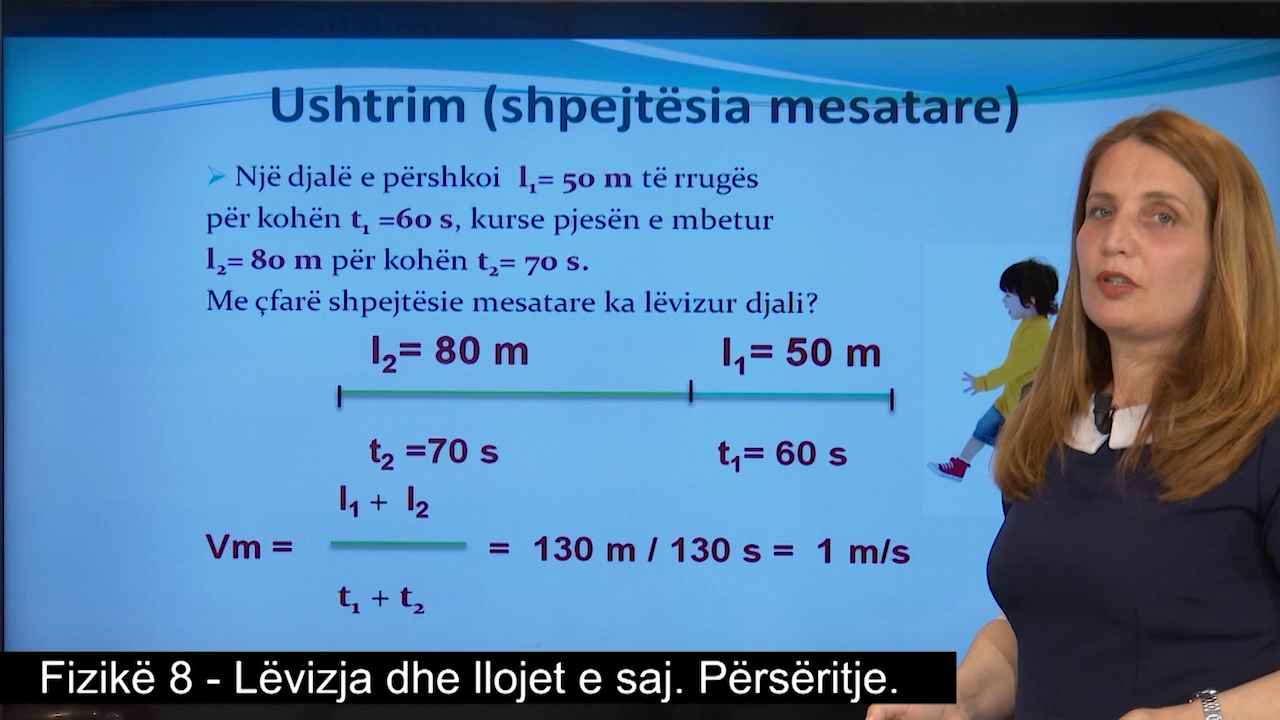 Ushtrim (shpejtësia mesatare)
Një djalë e përshkoi l₁= 50 m të rrugës
për kohën t₁ =60 s, kurse pjesën e mbetur
l₂= 80 m për kohën t₂= 70 s.
Me çfarë shpejtësie mesatare ka lëvizur djali?
l₂= 80 m l₁= 50 m
t₂ =70 s t₁= 60 s
l₁ + l₂
Vm = = 130 m / 130 s = 1 m/s
t₁ + t₂
Fizikë 8 - Lëvizja dhe llojet e saj. Përsëritje.